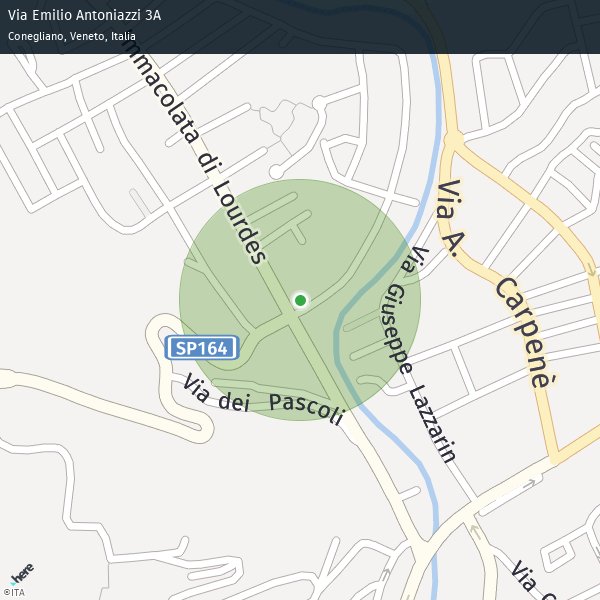 Via Emilio Antoniazzi 3A
Conegliano, Veneto, Italia
mmacolata di Lourdes
Via A. Carpenè
Via Giuseppe Lazzarin
SP164
Via dei Pascoli
Via
here
©ITA